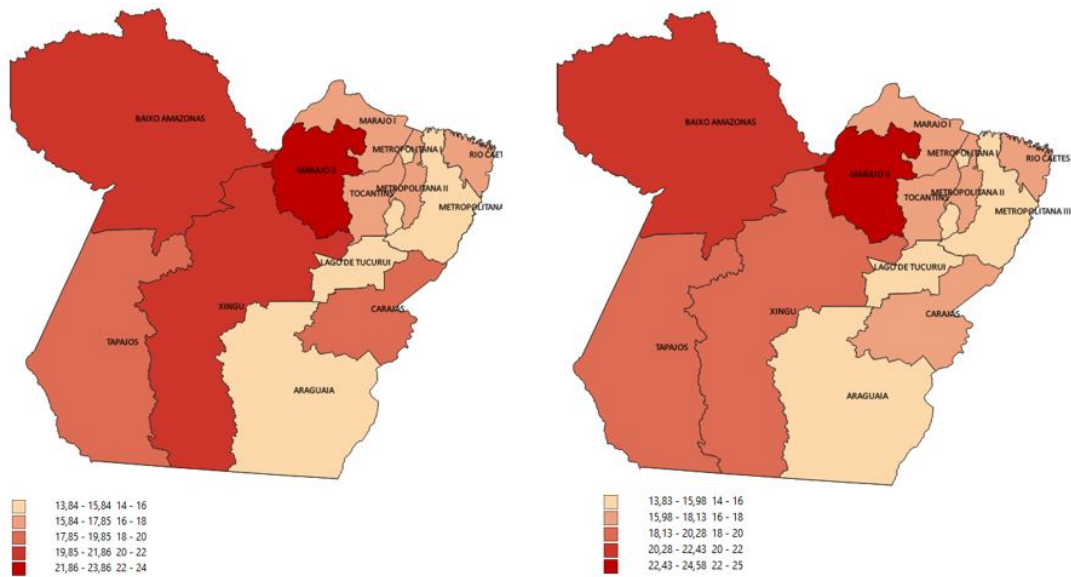 BAIXO AMAZONAS
MARAJO I
METROPOLITANA I
RIO CAETES
MARAJO II
METROPOLITANA II
TOCANTINS
METROPOLITANA
LAGO DE TUCURUI
XINGU
CARAJAS
TAPAJOS
ARAGUAIA
13,84 - 15,84 14 - 16
15,84 - 17,85 16 - 18
17,85 - 19,85 18 - 20
19,85 - 21,86 20 - 22
21,86 - 23,86 22 - 24
BAIXO AMAZONAS
MARAJO I
METROPOLITANA I
RIO CAETES
MARAJO II
METROPOLITANA II
TOCANTINS
METROPOLITANA III
LAGO DE TUCURUI
XINGU
CARAJAS
TAPAJOS
ARAGUAIA
13,83 - 15,98 14 - 16
15,98 - 18,13 16 - 18
18,13 - 20,28 18 - 20
20,28 - 22,43 20 - 22
22,43 - 24,58 22 - 25